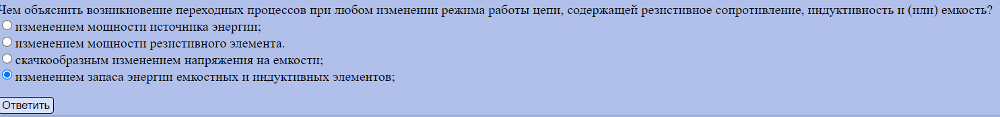 Чем объяснить возникновение переходных процессов при любом изменении режима работы цепи, содержащей резистивное сопротивление, индуктивность и (или) емкость?
изменением мощности источника энергии;
изменением мощности резистивного элемента.
скачкообразным изменением напряжения на емкости;
изменением запаса энергии емкостных и индуктивных элементов;
Ответить